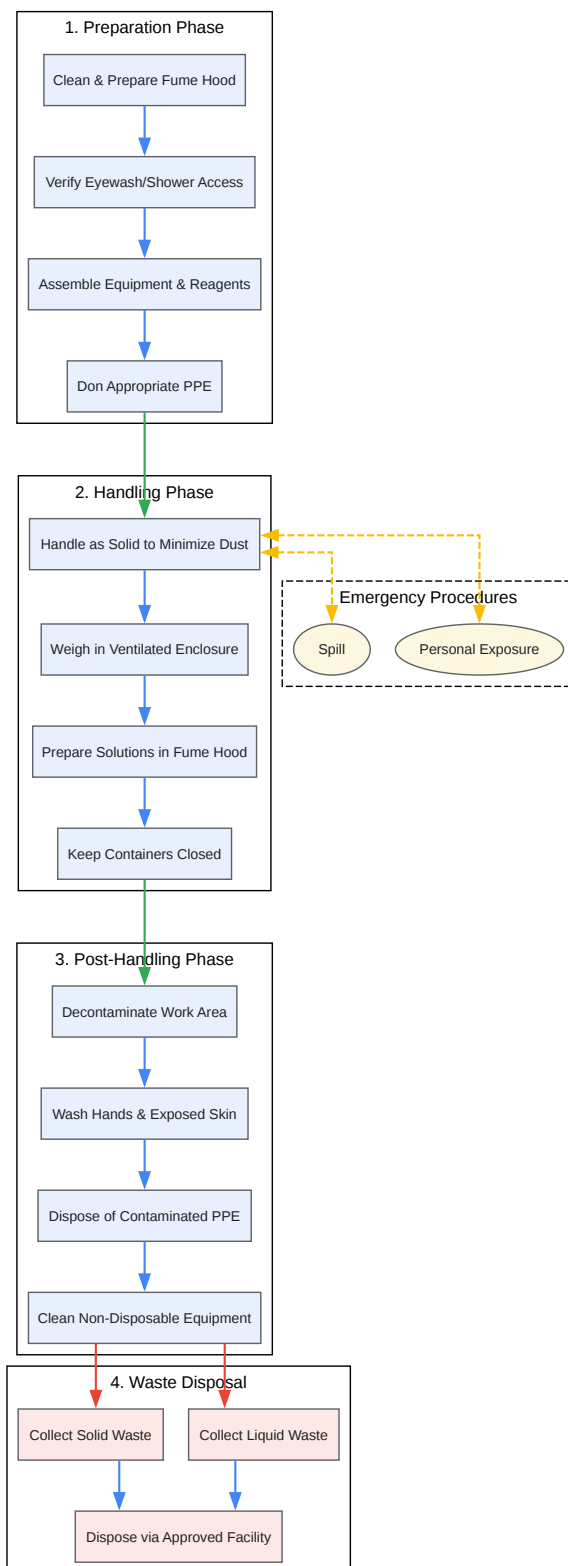 1. Preparation Phase
Clean & Prepare Fume Hood
Verify Eyewash/Shower Access
Assemble Equipment & Reagents
Don Appropriate PPE
2. Handling Phase
Handle as Solid to Minimize Dust
Emergency Procedures
Weigh in Ventilated Enclosure
Spill
Personal Exposure
Prepare Solutions in Fume Hood
Keep Containers Closed
3. Post-Handling Phase
Decontaminate Work Area
Wash Hands & Exposed Skin
Dispose of Contaminated PPE
Clean Non-Disposable Equipment
4. Waste Disposal
Collect Solid Waste
Collect Liquid Waste
Dispose via Approved Facility